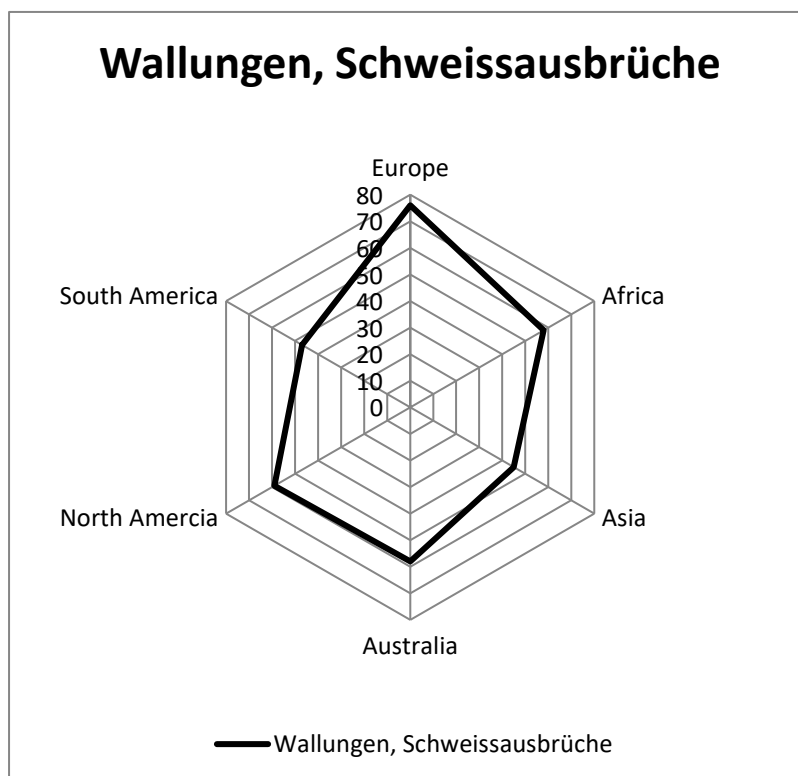 Wallungen, Schweissausbrüche
Europe
80
70
60
50
40
30
20
10
0
South America
Africa
North Amercia
Asia
Australia
Wallungen, Schweissausbrüche